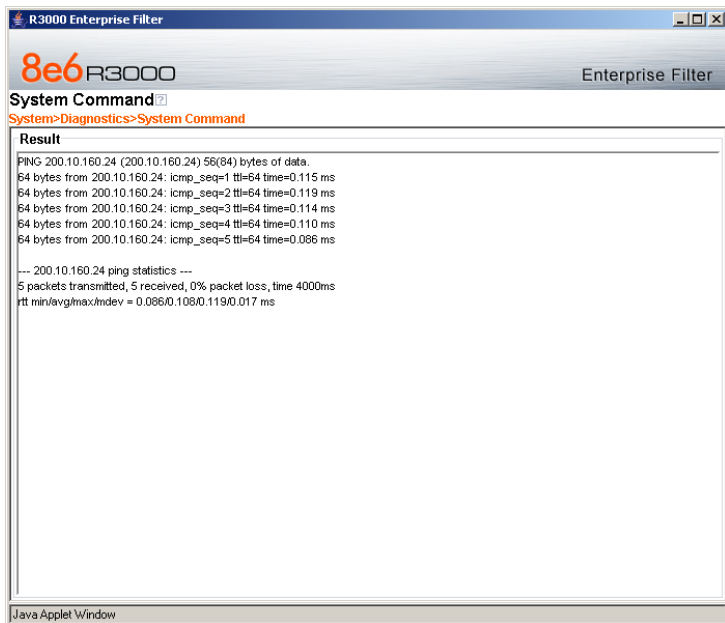 R3000 Enterprise Filter
8e6 R3000
Enterprise Filter
System Command
System>Diagnostics>System Command
Result
PING 200.10.160.24 (200.10.160.24) 56(84) bytes of data.
64 bytes from 200.10.160.24: icmp_seq=1 ttl=64 time=0.115 ms
64 bytes from 200.10.160.24: icmp_seq=2 ttl=64 time=0.119 ms
64 bytes from 200.10.160.24: icmp_seq=3 ttl=64 time=0.114 ms
64 bytes from 200.10.160.24: icmp_seq=4 ttl=64 time=0.110 ms
64 bytes from 200.10.160.24: icmp_seq=5 ttl=64 time=0.086 ms
--- 200.10.160.24 ping statistics ---
5 packets transmitted, 5 received, 0% packet loss, time 4000ms
rtt min/avg/max/mdev = 0.086/0.108/0.119/0.017 ms
Java Applet Window